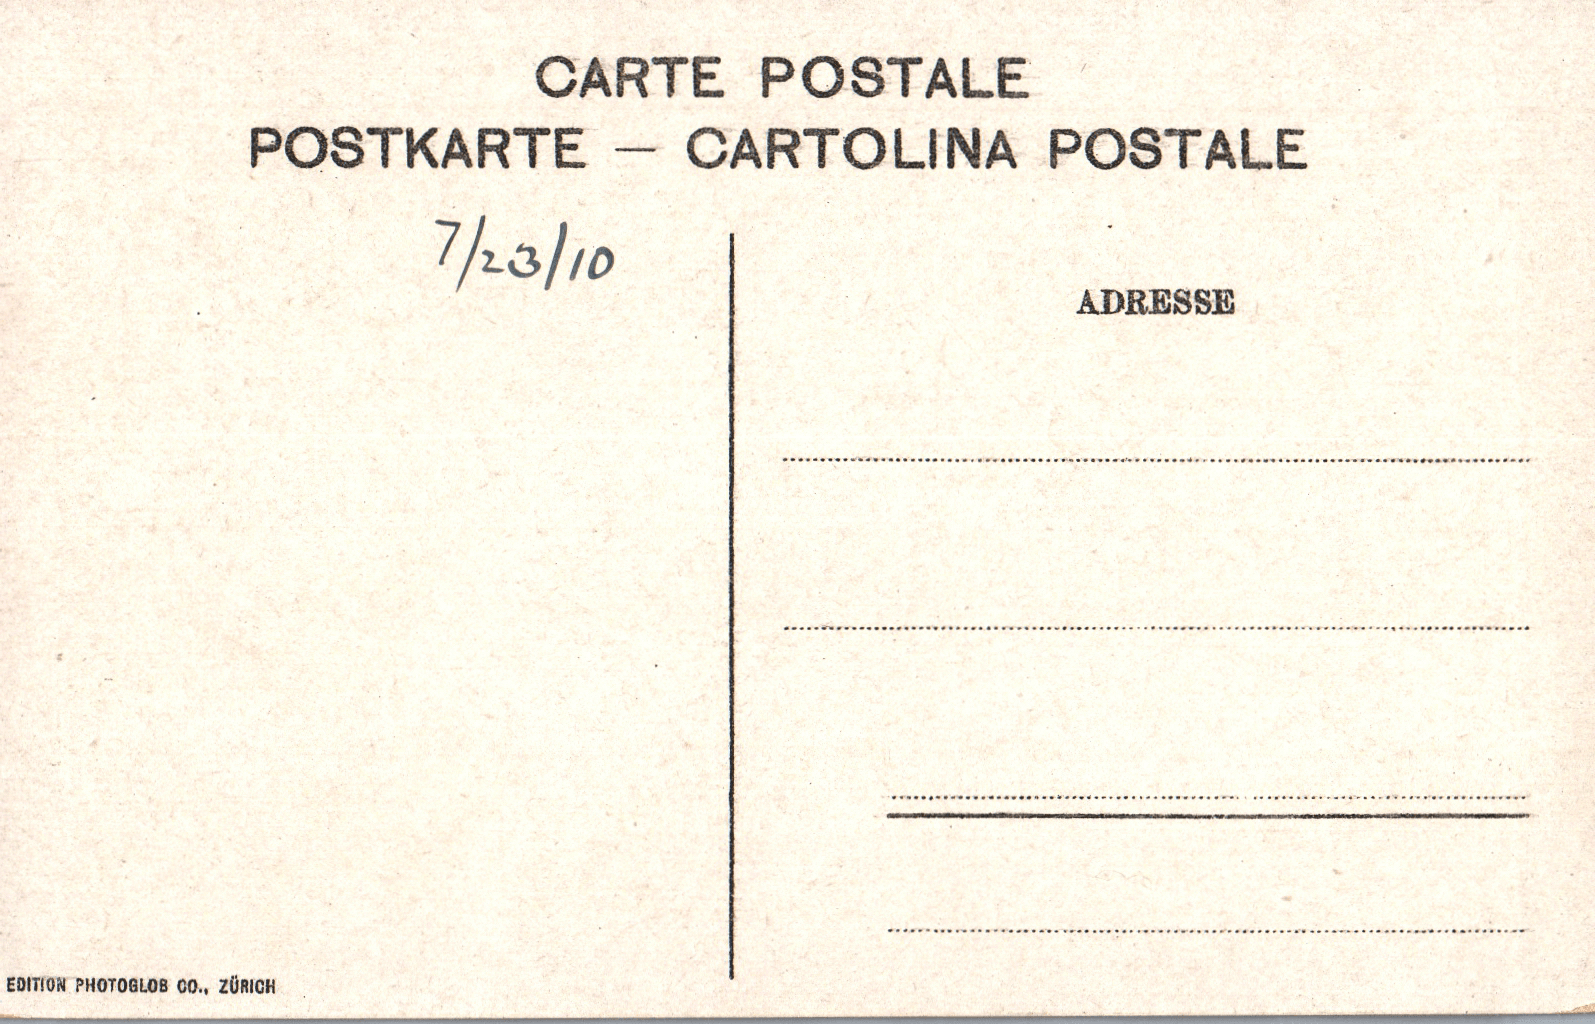 CARTE POSTALE
POSTKARTE — CARTOLINA POSTALE
7/23/10
ADRESSE
EDITION PHOTOGLOB CO., ZÜRICH